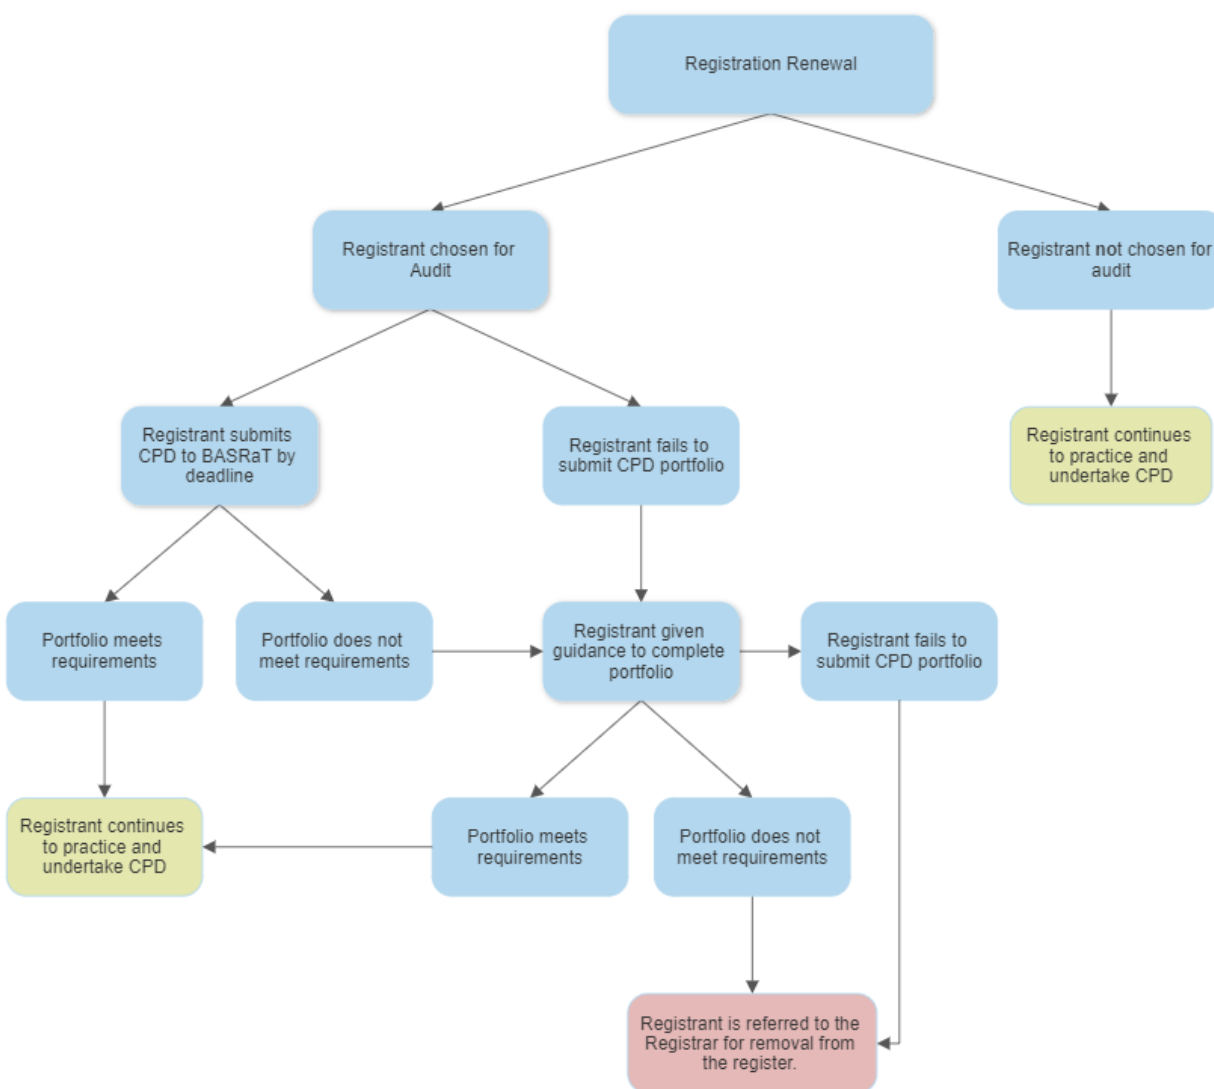 Registration Renewal
Registrant chosen for
Audit
Registrant not chosen for
audit
Registrant submits
CPD to BASRaT by
deadline
Registrant fails to
submit CPD portfolio
Registrant continues
to practice and
undertake CPD
Portfolio meets
requirements
Portfolio does not
meet requirements
Registrant given
guidance to complete
portfolio
Registrant fails to
submit CPD portfolio
Registrant continues
to practice and
undertake CPD
Portfolio meets
requirements
Portfolio does not
meet requirements
Registrant is referred to the
Registrar for removal from
the register.